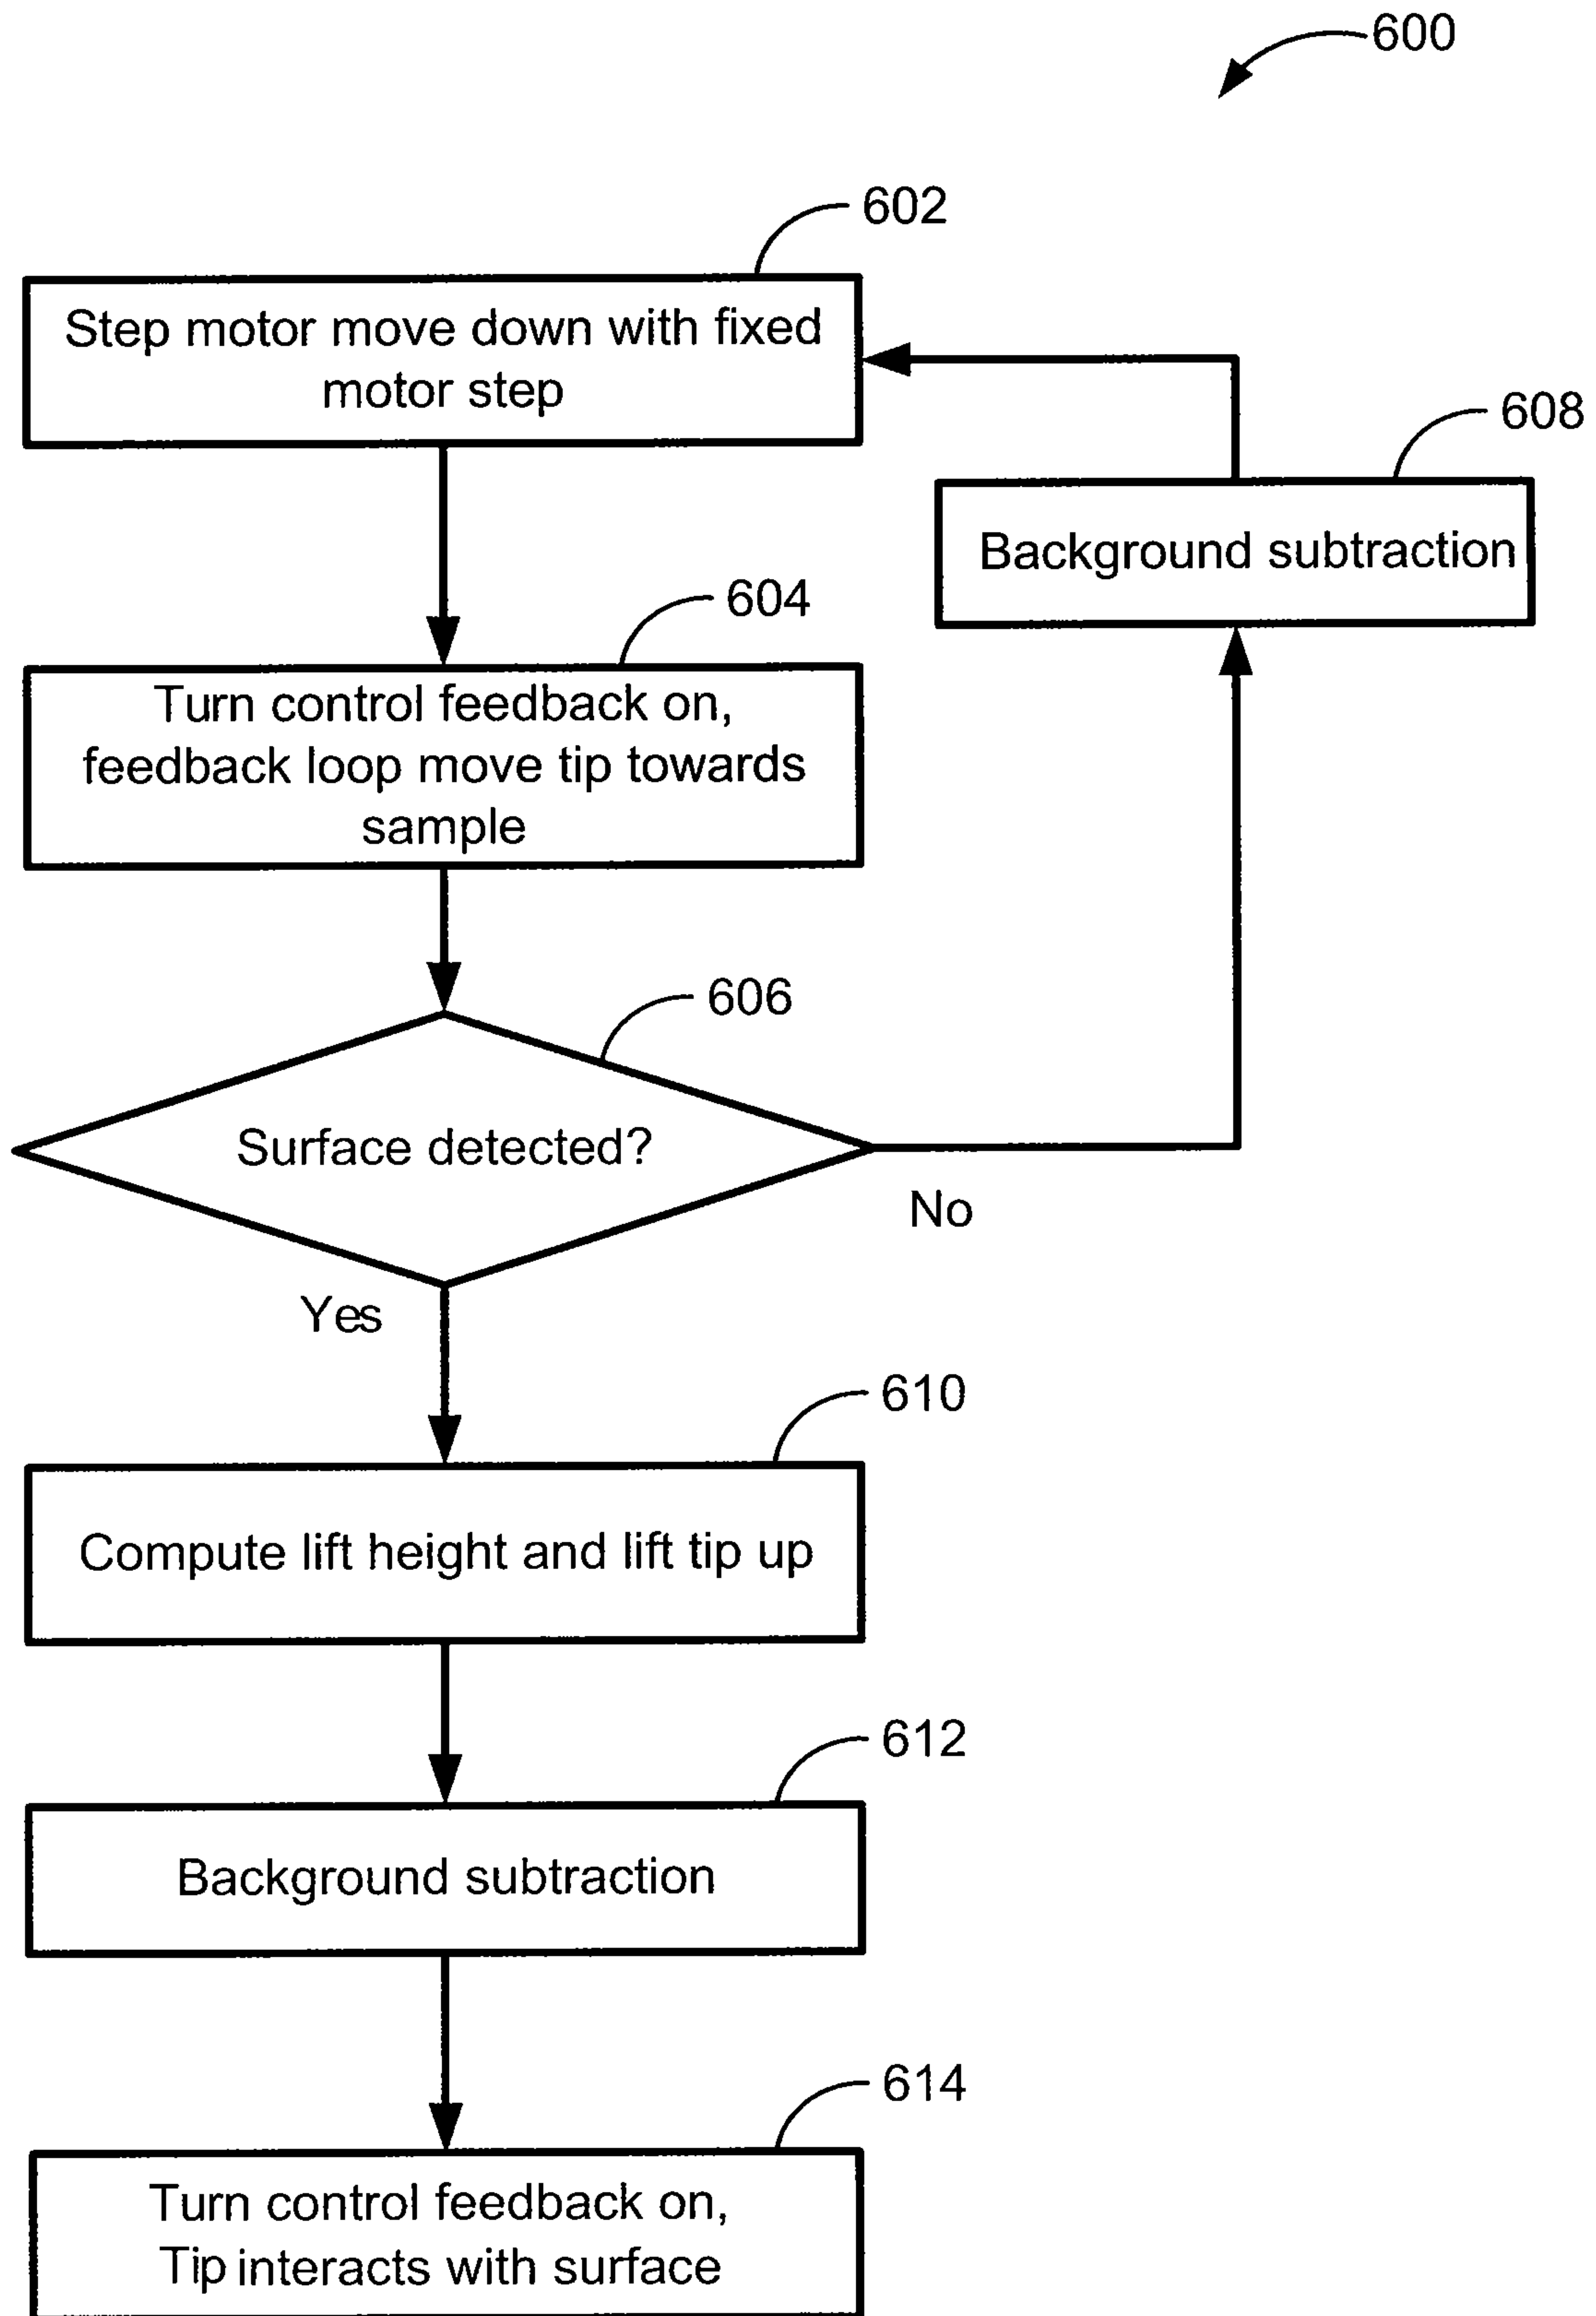 600
602
Step motor move down with fixed
motor step
608
Background subtraction
604
Turn control feedback on,
feedback loop move tip towards
sample
606
Surface detected?
No
Yes
610
Compute lift height and lift tip up
612
Background subtraction
614
Turn control feedback on,
Tip interacts with surface